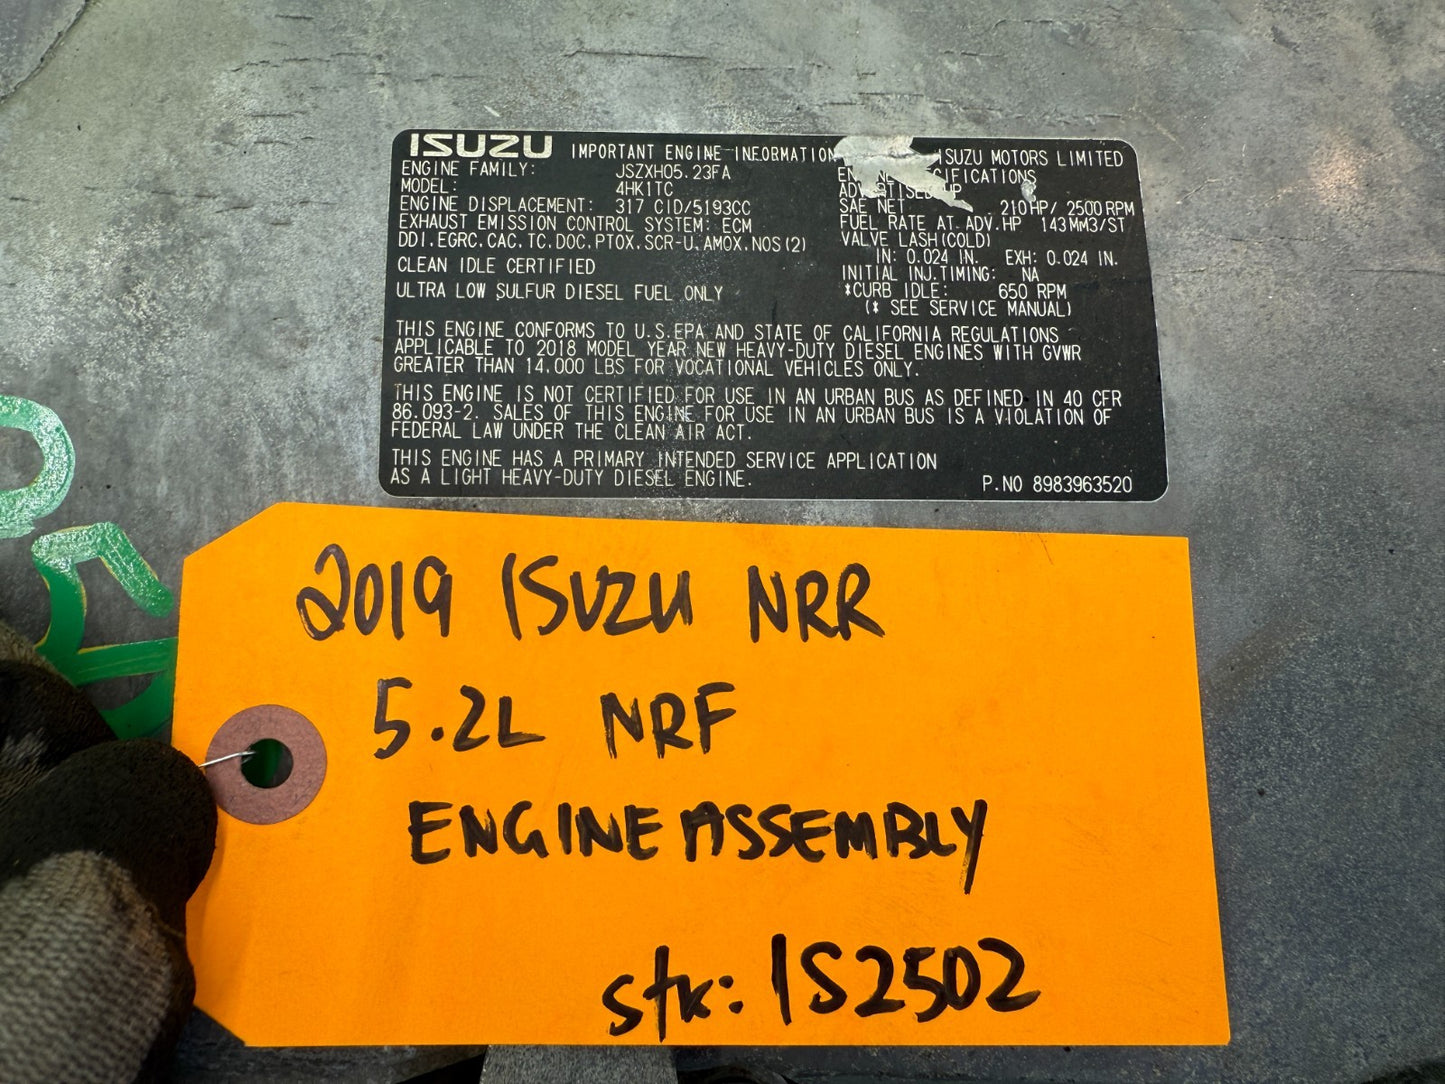 ISUZU IMPORTANT ENGINE INFORMATION ISUZU MOTORS LIMITED
ENGINE FAMILY: JSZXH05.23FA
MODEL: 4HK1TC
ENGINE DISPLACEMENT: 317 CID/5193CC
EXHAUST EMISSION CONTROL SYSTEM: ECM
DDI.EGRC.CAC.TC.DOC.PTOX.SCR-U.AMOX.NOS(2)
CLEAN IDLE CERTIFIED
ULTRA LOW SULFUR DIESEL FUEL ONLY
ENGINE SPECIFICATIONS
ADVERTISED HP
SAE NET 210HP/ 2500RPM
FUEL RATE AT ADV.HP 143MM3/ST
VALVE LASH(COLD)
IN: 0.024 IN. EXH: 0.024 IN.
INITIAL INJ.TIMING: NA
*CURB IDLE: 650 RPM
(* SEE SERVICE MANUAL)
THIS ENGINE CONFORMS TO U.S.EPA AND STATE OF CALIFORNIA REGULATIONS
APPLICABLE TO 2018 MODEL YEAR NEW HEAVY-DUTY DIESEL ENGINES WITH GVWR
GREATER THAN 14.000 LBS FOR VOCATIONAL VEHICLES ONLY.
THIS ENGINE IS NOT CERTIFIED FOR USE IN AN URBAN BUS AS DEFINED IN 40 CFR
86.093-2. SALES OF THIS ENGINE FOR USE IN AN URBAN BUS IS A VIOLATION OF
FEDERAL LAW UNDER THE CLEAN AIR ACT.
THIS ENGINE HAS A PRIMARY INTENDED SERVICE APPLICATION
AS A LIGHT HEAVY-DUTY DIESEL ENGINE.
P.NO 8983963520
2019 ISUZU NRR
5.2L NRF
ENGINE ASSEMBLY
stk: IS2502